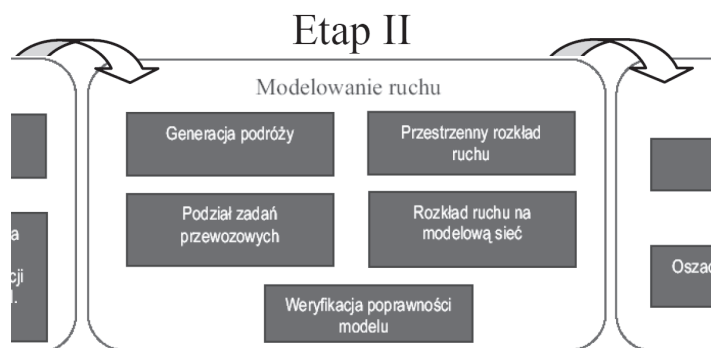 Etap II
Modelowanie ruchu
Generacja podróży
Przestrzenny rozkład
ruchu
Podział zadań
przewozowych
Rozkład ruchu na
modelową sieć
Weryfikacja poprawności
modelu